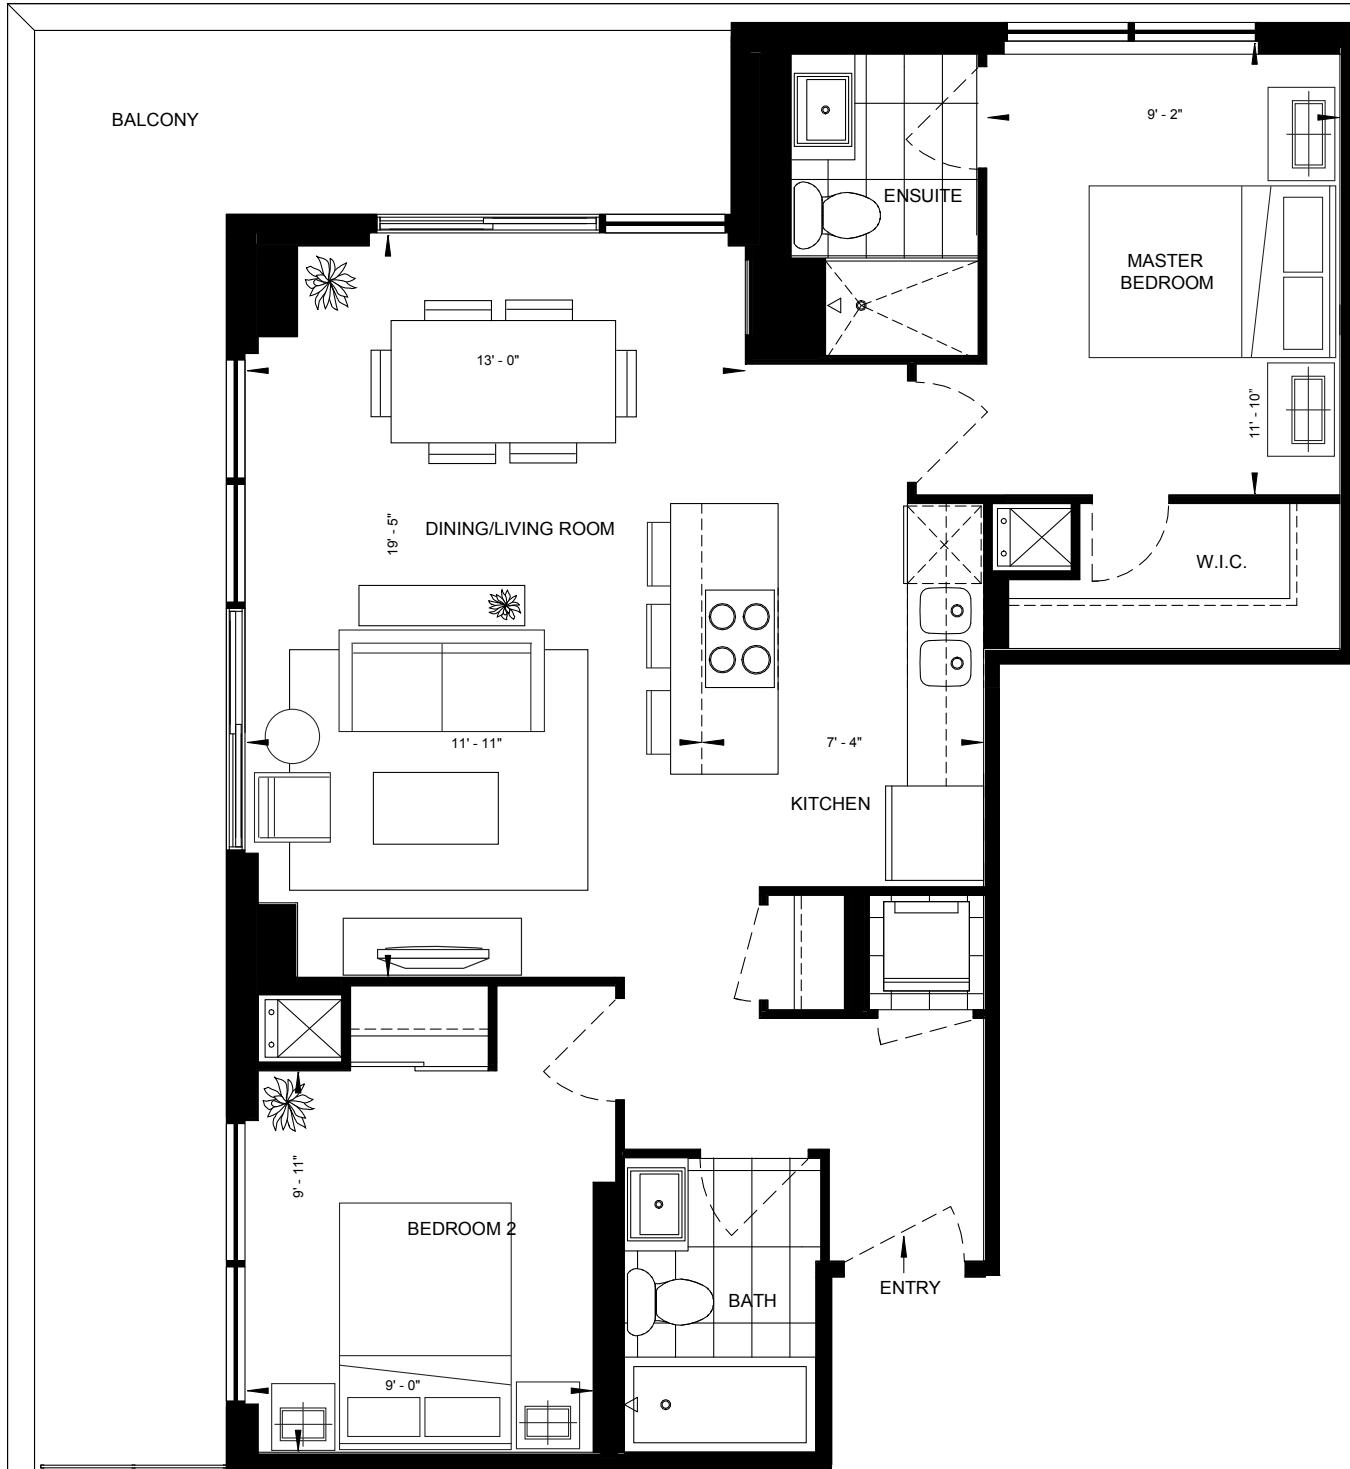 BALCONY
9' - 2"
ENSUITE
MASTER
BEDROOM
13' - 0"
11' - 10"
19' - 5"
DINING/LIVING ROOM
W.I.C.
11' - 11"
7' - 4"
KITCHEN
9' - 11"
BEDROOM 2
ENTRY
BATH
9' - 0"